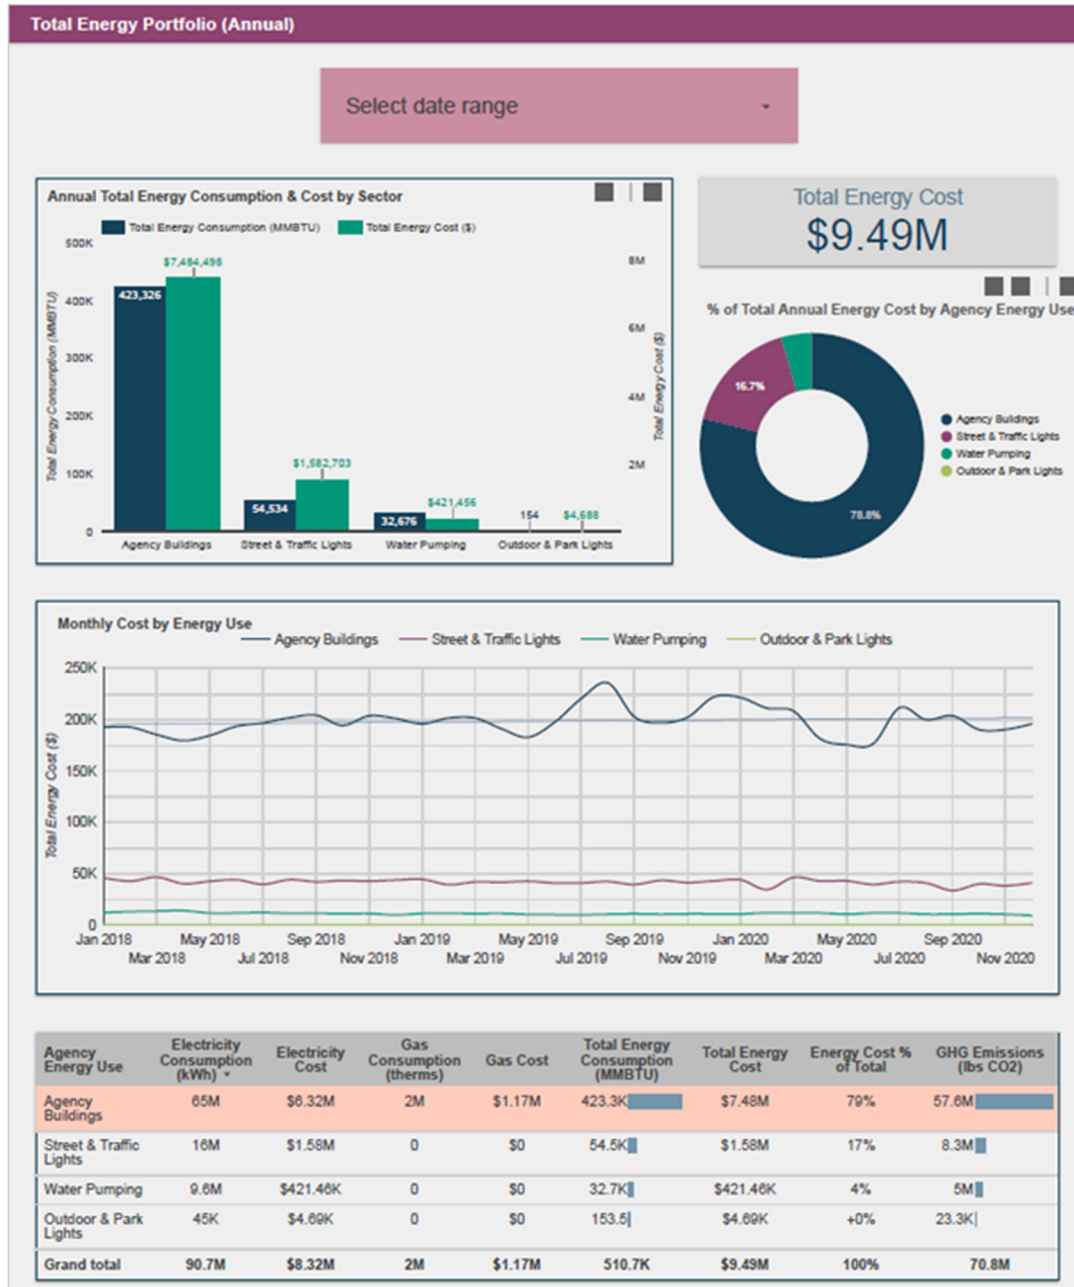 Total Energy Portfolio (Annual)
Select date range
Annual Total Energy Consumption & Cost by Sector
Total Energy Consumption (MMBTU) Total Energy Cost ($)
500K
400K
300K
200K
100K
0
Total Energy Consumption (MMBTU)
8M
6M
4M
2M
Total Energy Cost ($)
423,326 $7,484,498
54,534 $1,582,703
32,676 $421,456
154 $4,688
Agency Buildings Street & Traffic Lights Water Pumping Outdoor & Park Lights
Total Energy Cost
$9.49M
% of Total Annual Energy Cost by Agency Energy Use
16.7%
78.8%
Agency Buildings
Street & Traffic Lights
Water Pumping
Outdoor & Park Lights
Monthly Cost by Energy Use
Agency Buildings Street & Traffic Lights Water Pumping Outdoor & Park Lights
250K
200K
150K
100K
50K
0
Total Energy Cost ($)
Jan 2018 May 2018 Sep 2018 Jan 2019 May 2019 Sep 2019 Jan 2020 May 2020 Sep 2020
Mar 2018 Jul 2018 Nov 2018 Mar 2019 Jul 2019 Nov 2019 Mar 2020 Jul 2020 Nov 2020
Agency Energy Use Electricity Consumption (kWh) Electricity Cost Gas Consumption (therms) Gas Cost Total Energy Consumption (MMBTU) Total Energy Cost Energy Cost % of Total GHG Emissions (lbs CO2)
Agency Buildings 65M $6.32M 2M $1.17M 423.3K $7.48M 79% 57.6M
Street & Traffic Lights 16M $1.58M 0 $0 54.5K $1.58M 17% 8.3M
Water Pumping 9.6M $421.46K 0 $0 32.7K $421.46K 4% 5M
Outdoor & Park Lights 45K $4.69K 0 $0 153.5 $4.69K +0% 23.3K
Grand total 90.7M $8.32M 2M $1.17M 510.7K $9.49M 100% 70.8M